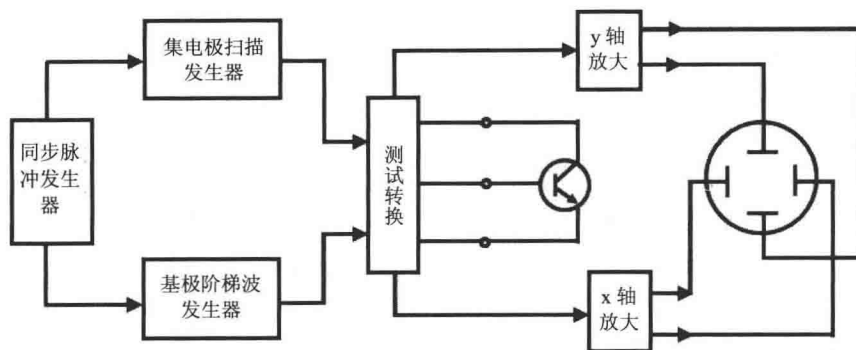 同步脉
冲发生
器
集电极扫描
发生器
基极阶梯波
发生器
测
试
转
换
y 轴
放大
x 轴
放大